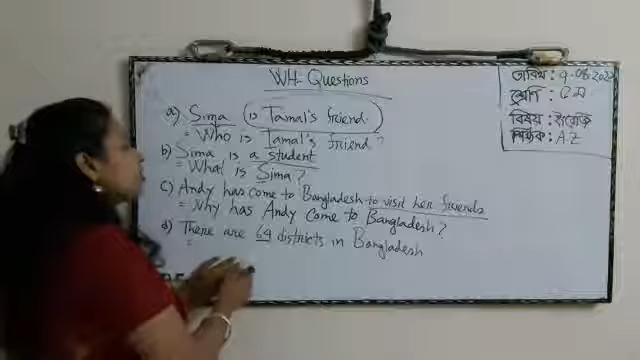 WH- Questions
তারিখ: 9-08-2022
শ্রেণি:
বিষয়: ইংরেজি
শিক্ষক: A.Z
a) Sima is Tamal's friend.
= Who is Tamal's friend?
b) Sima is a student
= What is Sima?
c) Andy has come to Bangladesh to visit her friends
= Why has Andy come to Bangladesh?
d) There are 64 districts in Bangladesh
=